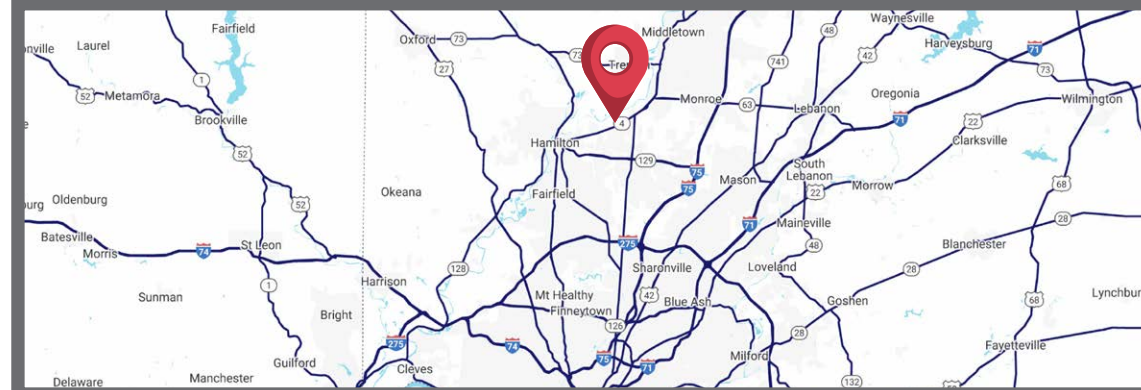 Fairfield
Waynesville
Middletown
Laurel
Oxford
73
48
27
73
Harveysburg
71
1
741
42
73
52
Metamora
Monroe
63
Lebanon
Oregonia
Wilmington
Brookville
4
71
22
Clarksville
Hamilton
52
129
75
South
Lebanon
Mason
Okeana
75
Morrow
68
Oldenburg
52
Fairfield
22
71
Maineville
28
Batesville
74
St Leon
275
48
Blanchester
Morris
128
Sharonville
Loveland
28
1
Harrison
42
Sunman
Mt Healthy
Blue Ash
Goshen
68
Finneytown
Bright
126
28
275
74
75
Milford
Fayetteville
Guilford
71
Delaware
Manchester
Cleves
132